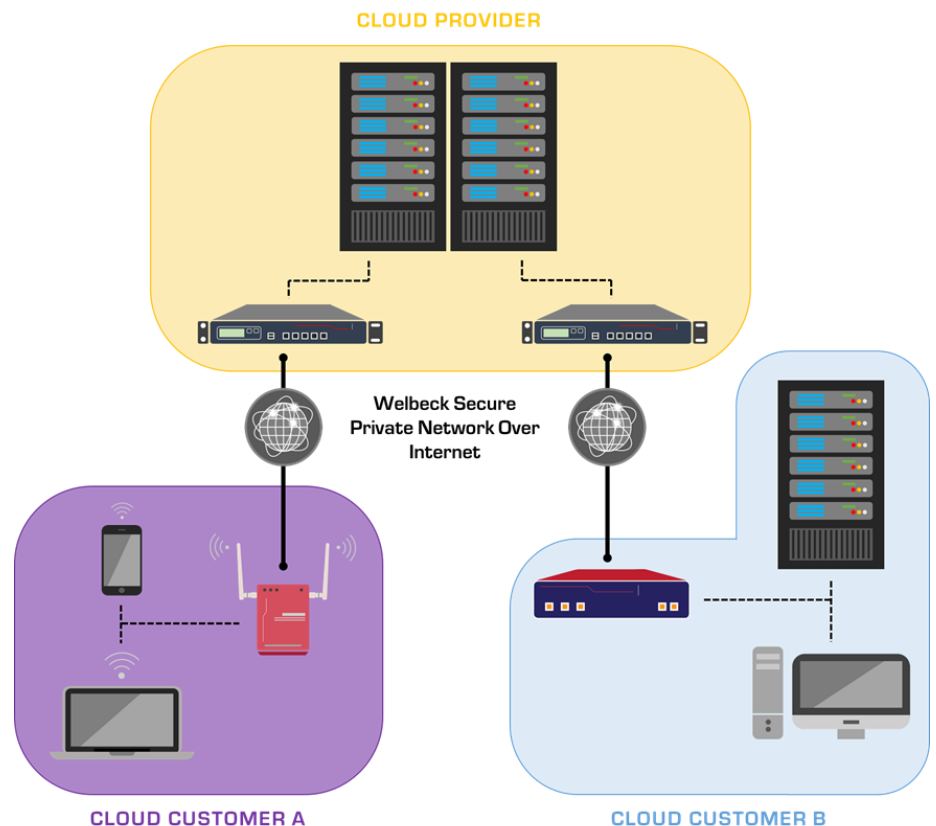 CLOUD PROVIDER
Welbeck Secure
Private Network Over
Internet
CLOUD CUSTOMER A
CLOUD CUSTOMER B